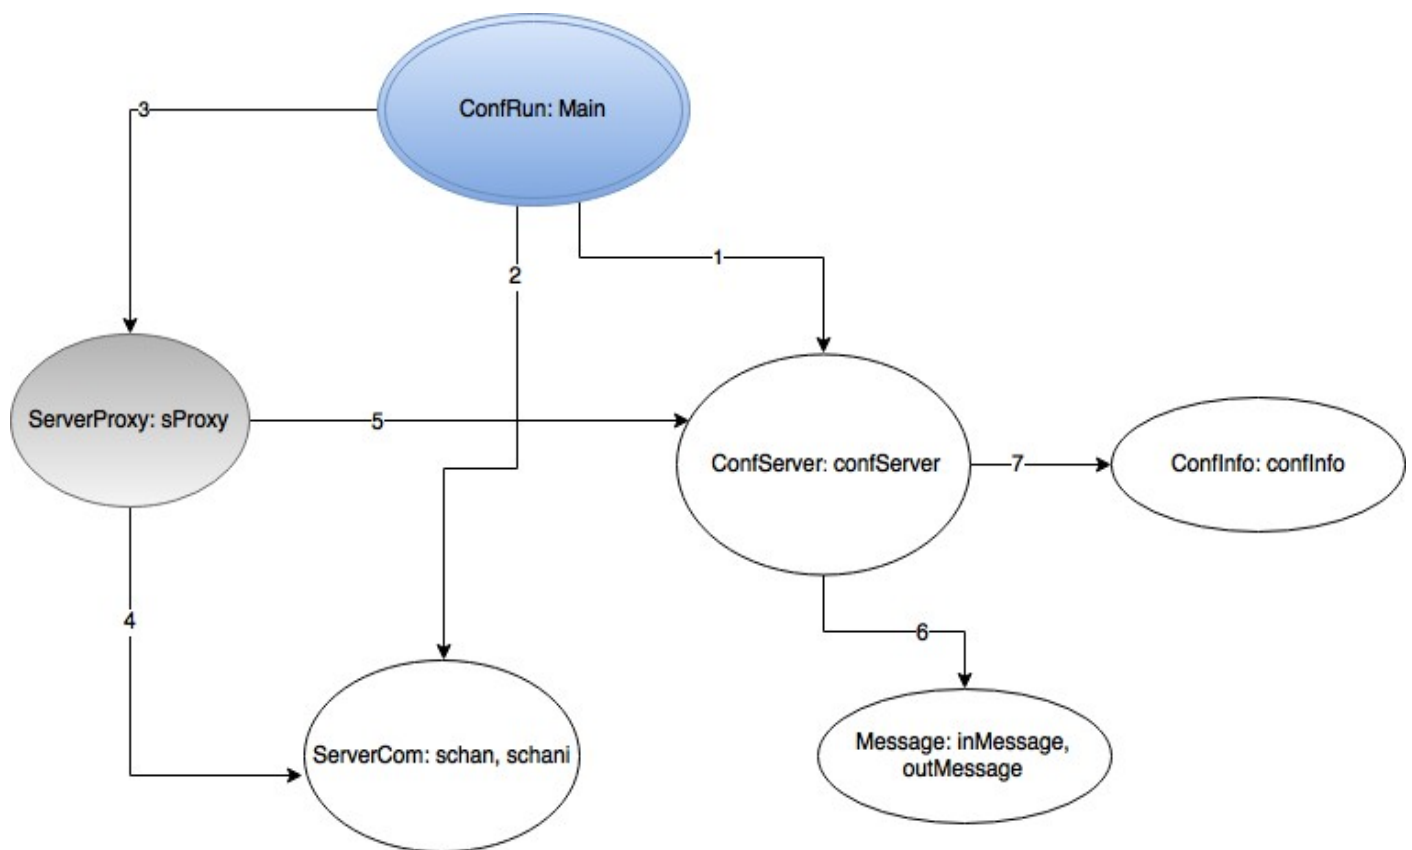 ConfRun: Main
3
2
1
ServerProxy: sProxy
5
ConfServer: confServer
7
ConfInfo: confInfo
4
6
ServerCom: schan, schani
Message: inMessage,
outMessage